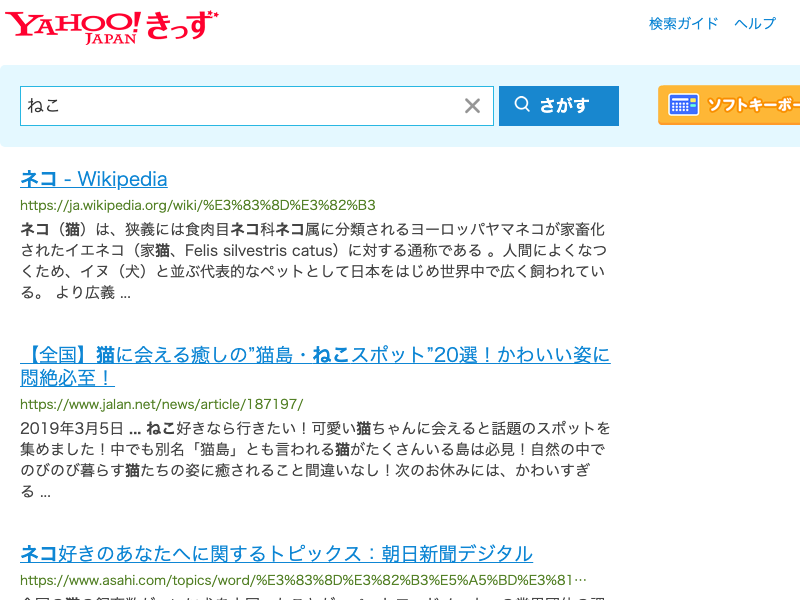 YAHOO! JAPAN きっず
検索ガイド ヘルプ
ねこ
さがす
ソフトキーボー
ネコ - Wikipedia
https://ja.wikipedia.org/wiki/%E3%83%8D%E3%82%B3
ネコ（猫）は、狭義には食肉目ネコ科ネコ属に分類されるヨーロッパヤマネコが家畜化
されたイエネコ（家猫、Felis silvestris catus）に対する通称である 。人間によくなつ
くため、イヌ（犬）と並ぶ代表的なペットとして日本をはじめ世界中で広く飼われてい
る。 より広義 ...
【全国】猫に会える癒しの”猫島・ねこスポット”20選！かわいい姿に
悶絶必至！
https://www.jalan.net/news/article/187197/
2019年3月5日 ... ねこ好きなら行きたい！可愛い猫ちゃんに会えると話題のスポットを
集めました！中でも別名「猫島」とも言われる猫がたくさんいる島は必見！自然の中で
のびのび暮らす猫たちの姿に癒されること間違いなし！次のお休みには、かわいすぎ
る ...
ネコ好きのあなたへに関するトピックス：朝日新聞デジタル
https://www.asahi.com/topics/word/%E3%83%8D%E3%82%B3%E5%A5%BD%E3%81…